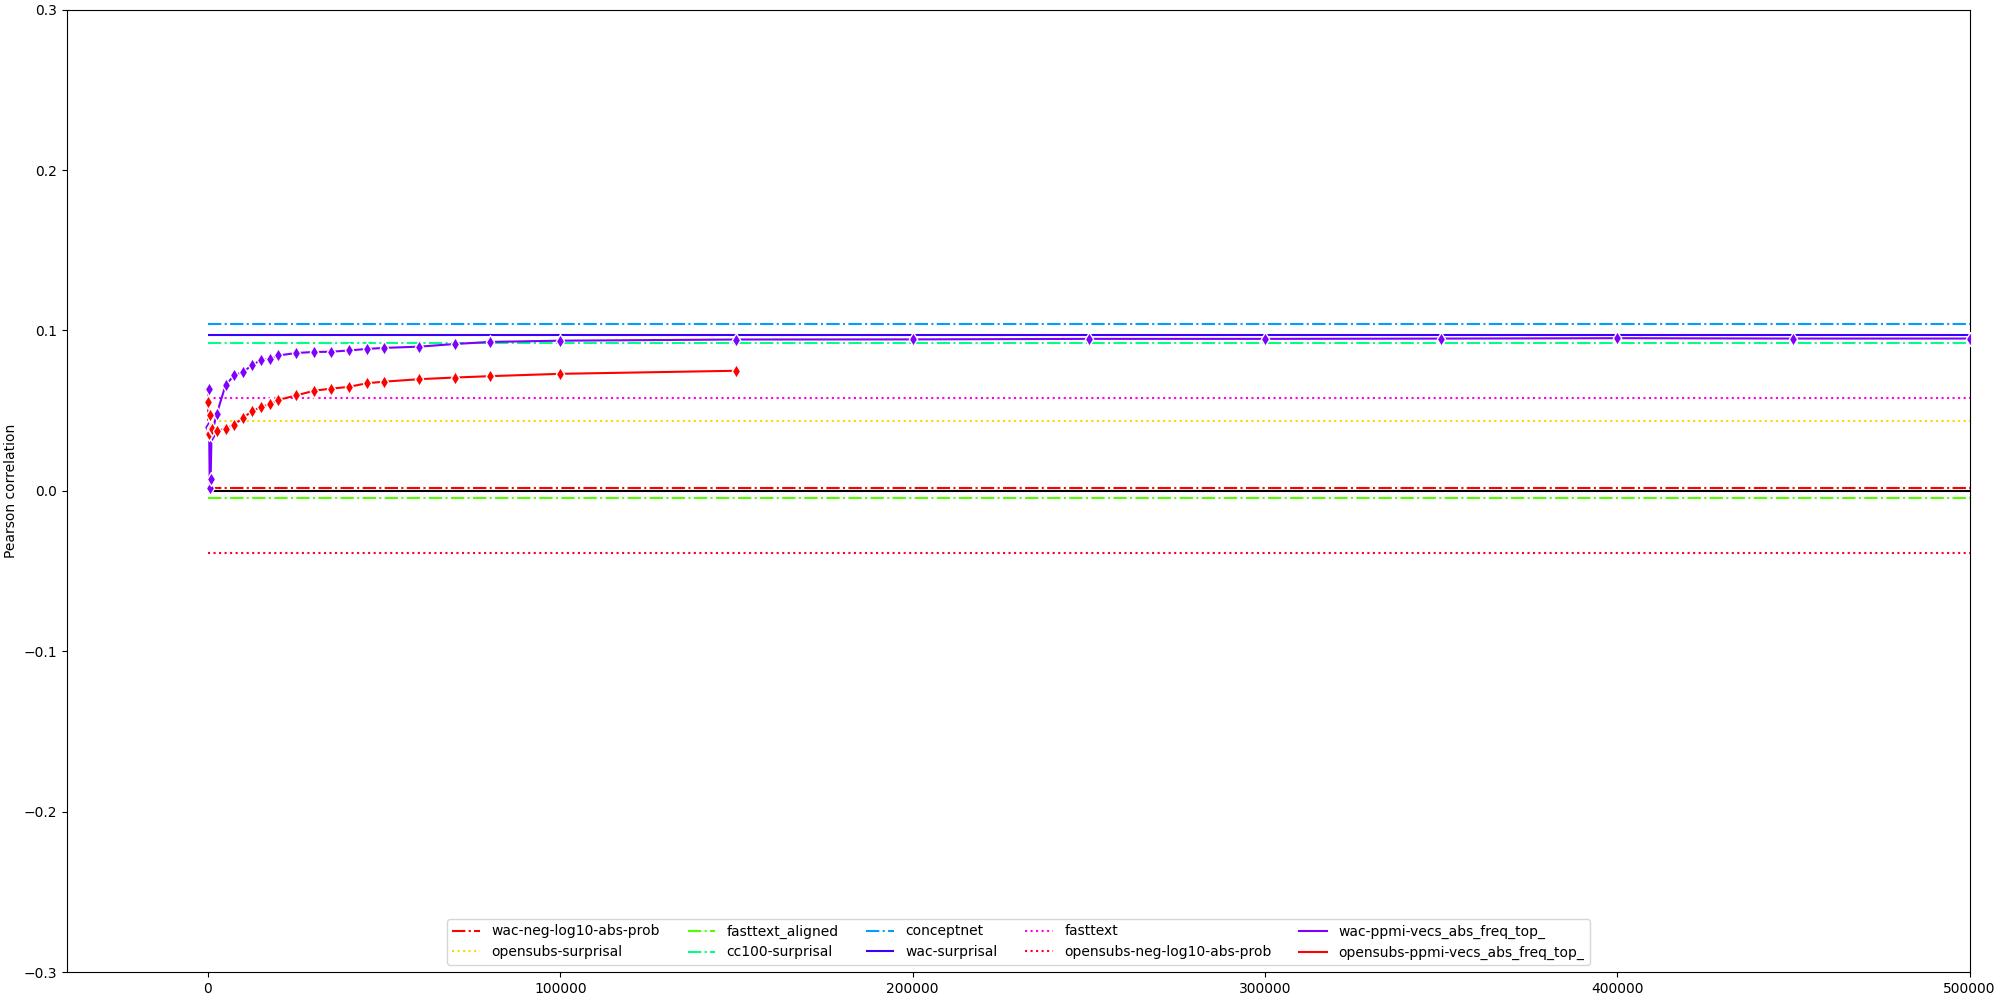 0.3
0.2
0.1
0.0
−0.1
−0.2
−0.3
Pearson correlation
wac-neg-log10-abs-prob
opensubs-surprisal
fasttext_aligned
cc100-surprisal
conceptnet
wac-surprisal
fasttext
opensubs-neg-log10-abs-prob
wac-ppmi-vecs_abs_freq_top_
opensubs-ppmi-vecs_abs_freq_top_
0
100000
200000
300000
400000
500000